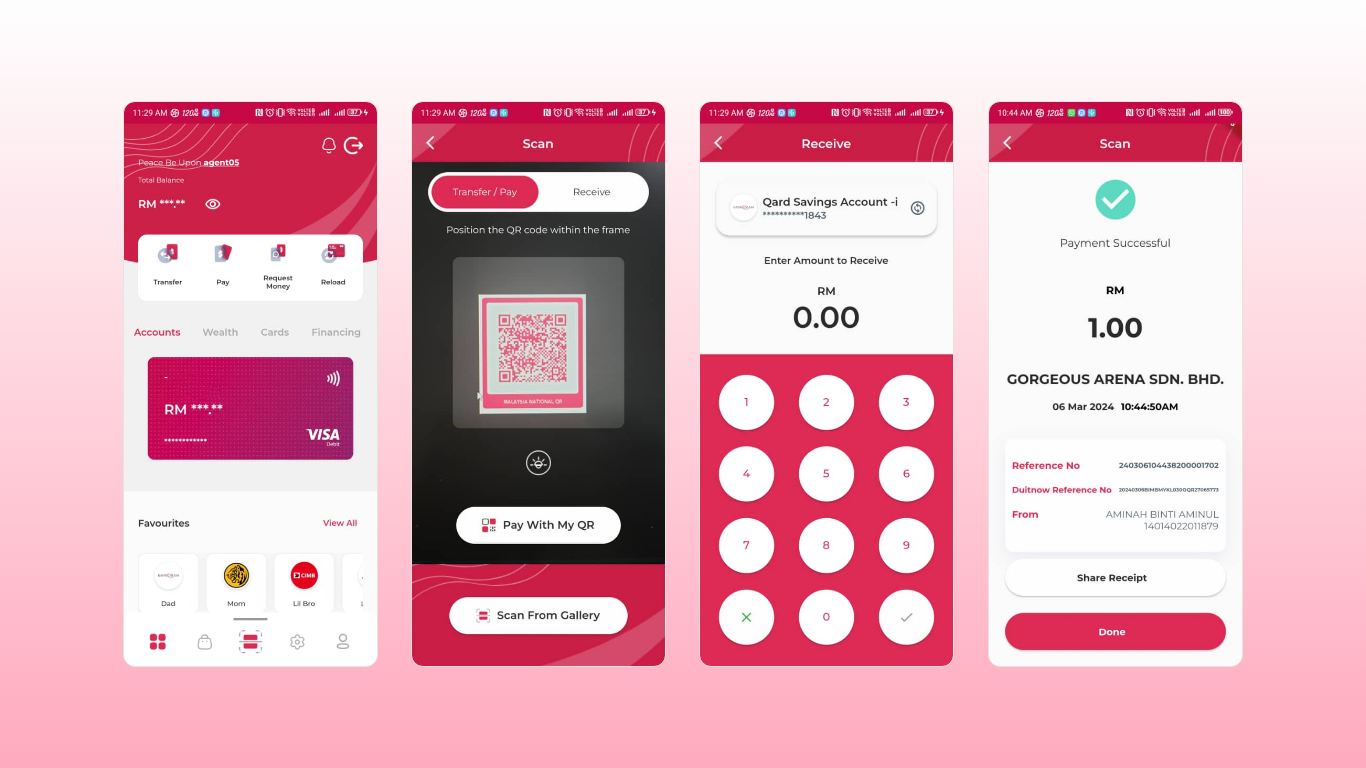 11:29 AM
Peace Be Upon agent05
Total Balance
RM ***.**
Transfer
Pay
Request
Money
Reload
Accounts
Wealth
Cards
Financing
-
RM ***.**
************
VISA
Debit
Favourites
View All
CIMB
Dad
Mom
Lil Bro
11:29 AM
Scan
Transfer / Pay
Receive
Position the QR code within the frame
MALAYSIA NATIONAL QR
Pay With My QR
Scan From Gallery
11:29 AM
Receive
Qard Savings Account -i
**********1843
Enter Amount to Receive
RM
0.00
1
2
3
4
5
6
7
8
9
0
10:44 AM
Scan
Payment Successful
RM
1.00
GORGEOUS ARENA SDN. BHD.
06 Mar 2024 10:44:50AM
Reference No 240306104438200001702
Duitnow Reference No
From AMINAH BINTI AMINUL
14014022011879
Share Receipt
Done